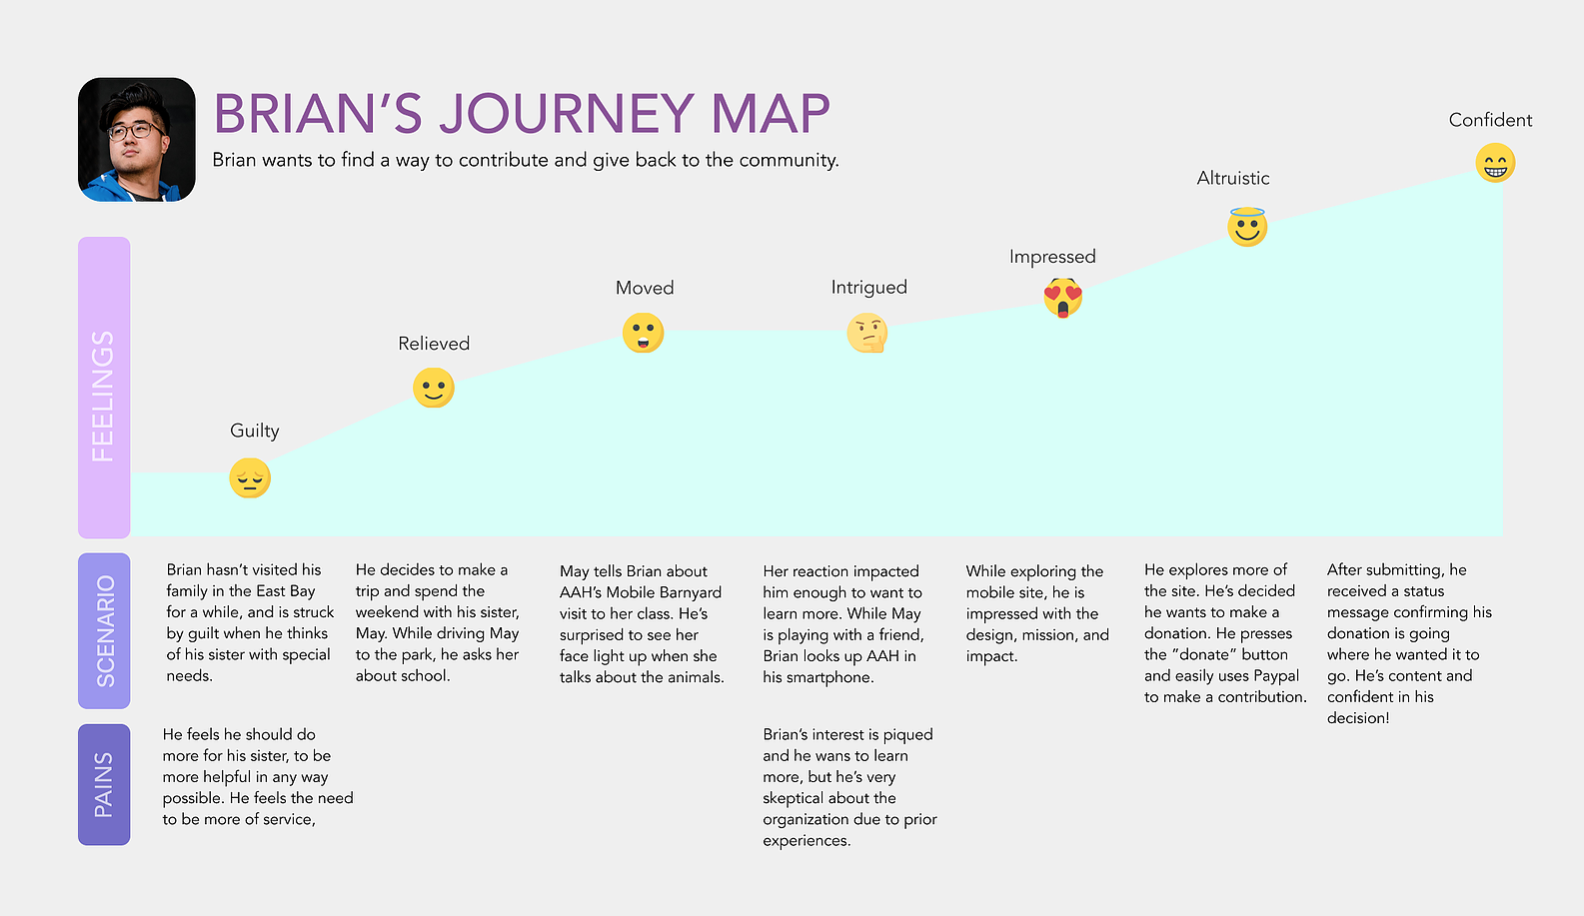 BRIAN’S JOURNEY MAP
Brian wants to find a way to contribute and give back to the community.
FEELINGS
Guilty
Relieved
Moved
Intrigued
Impressed
Altruistic
Confident
SCENARIO
Brian hasn’t visited his
family in the East Bay
for a while, and is struck
by guilt when he thinks
of his sister with special
needs.
He decides to make a
trip and spend the
weekend with his sister,
May. While driving May
to the park, he asks her
about school.
May tells Brian about
AAH’s Mobile Barnyard
visit to her class. He’s
surprised to see her
face light up when she
talks about the animals.
Her reaction impacted
him enough to want to
learn more. While May
is playing with a friend,
Brian looks up AAH in
his smartphone.
While exploring the
mobile site, he is
impressed with the
design, mission, and
impact.
He explores more of
the site. He’s decided
he wants to make a
donation. He presses
the “donate” button
and easily uses Paypal
to make a contribution.
After submitting, he
received a status
message confirming his
donation is going
where he wanted it to
go. He’s content and
confident in his
decision!
PAINS
He feels he should do
more for his sister, to be
more helpful in any way
possible. He feels the need
to be more of service,
Brian’s interest is piqued
and he wans to learn
more, but he’s very
skeptical about the
organization due to prior
experiences.